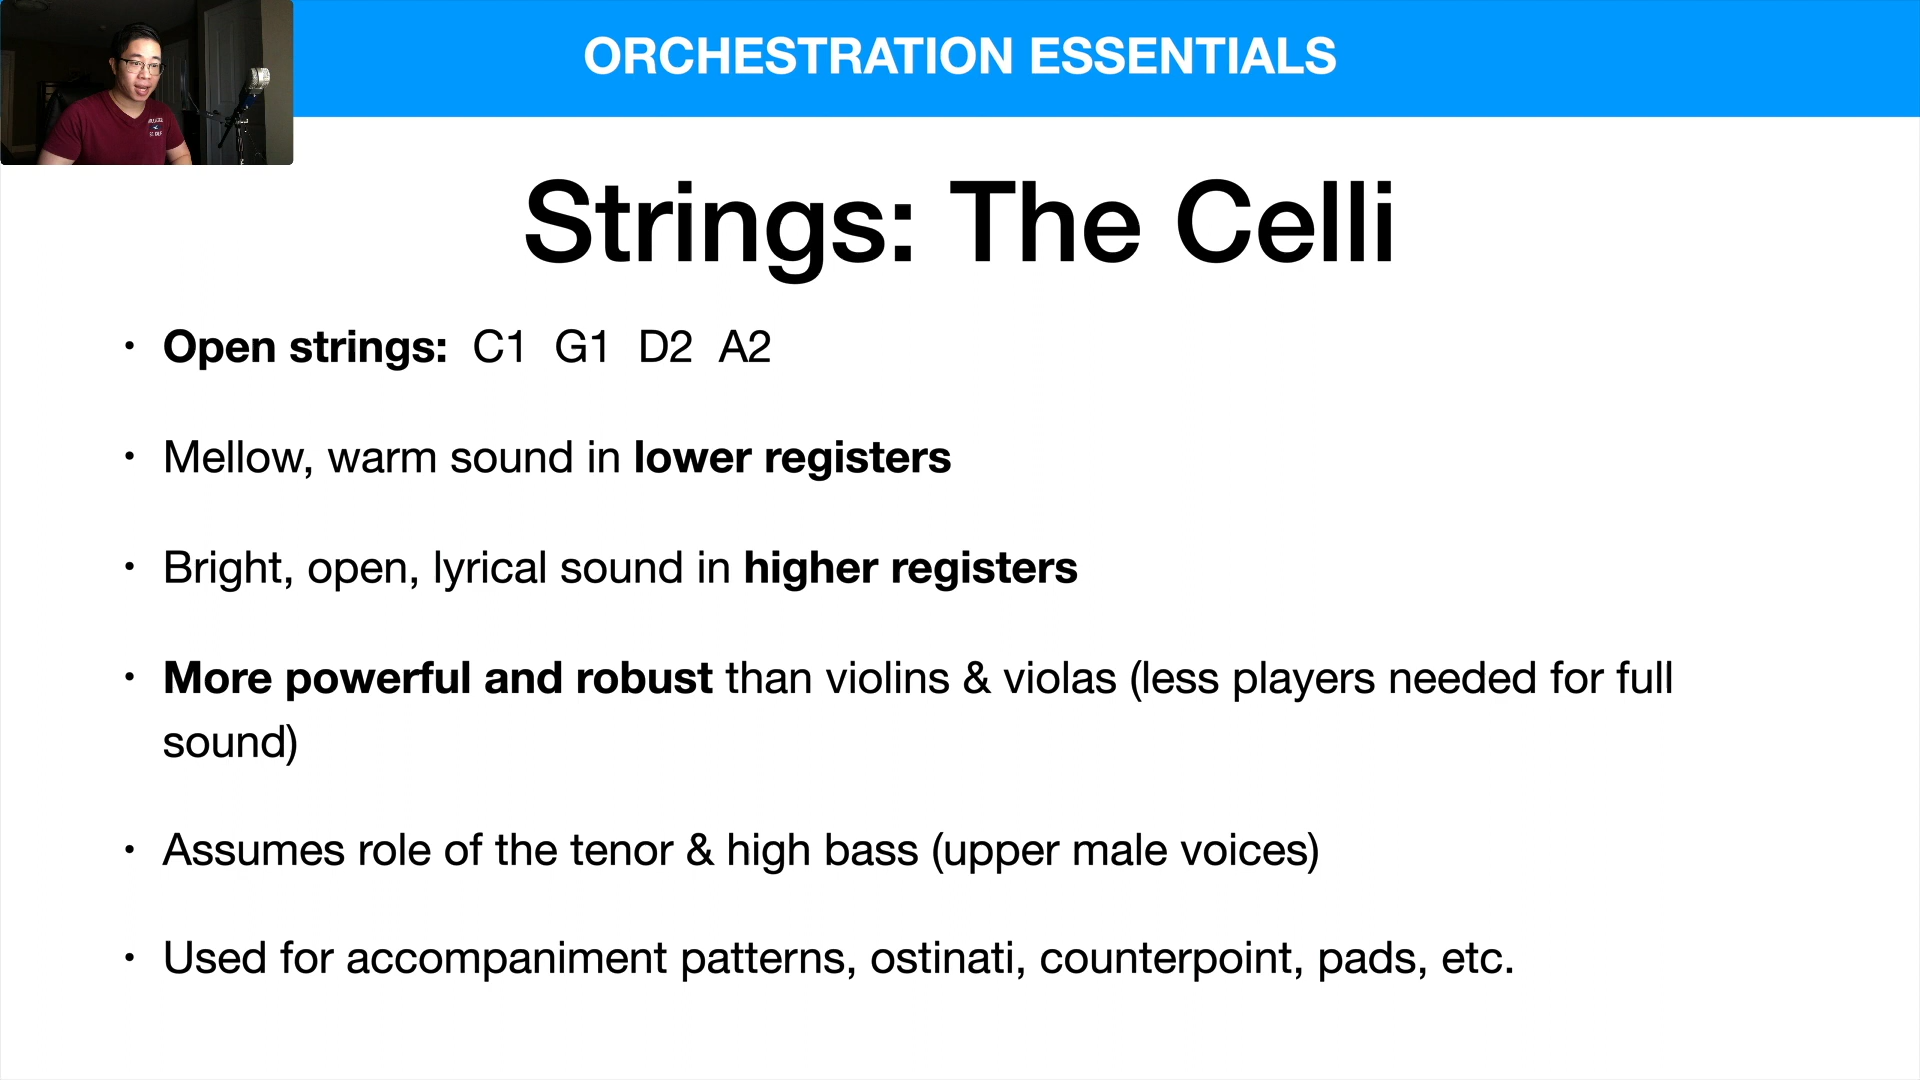 ORCHESTRATION ESSENTIALS
Strings: The Celli
• Open strings: C1 G1 D2 A2
• Mellow, warm sound in lower registers
• Bright, open, lyrical sound in higher registers
• More powerful and robust than violins & violas (less players needed for full
sound)
• Assumes role of the tenor & high bass (upper male voices)
• Used for accompaniment patterns, ostinati, counterpoint, pads, etc.